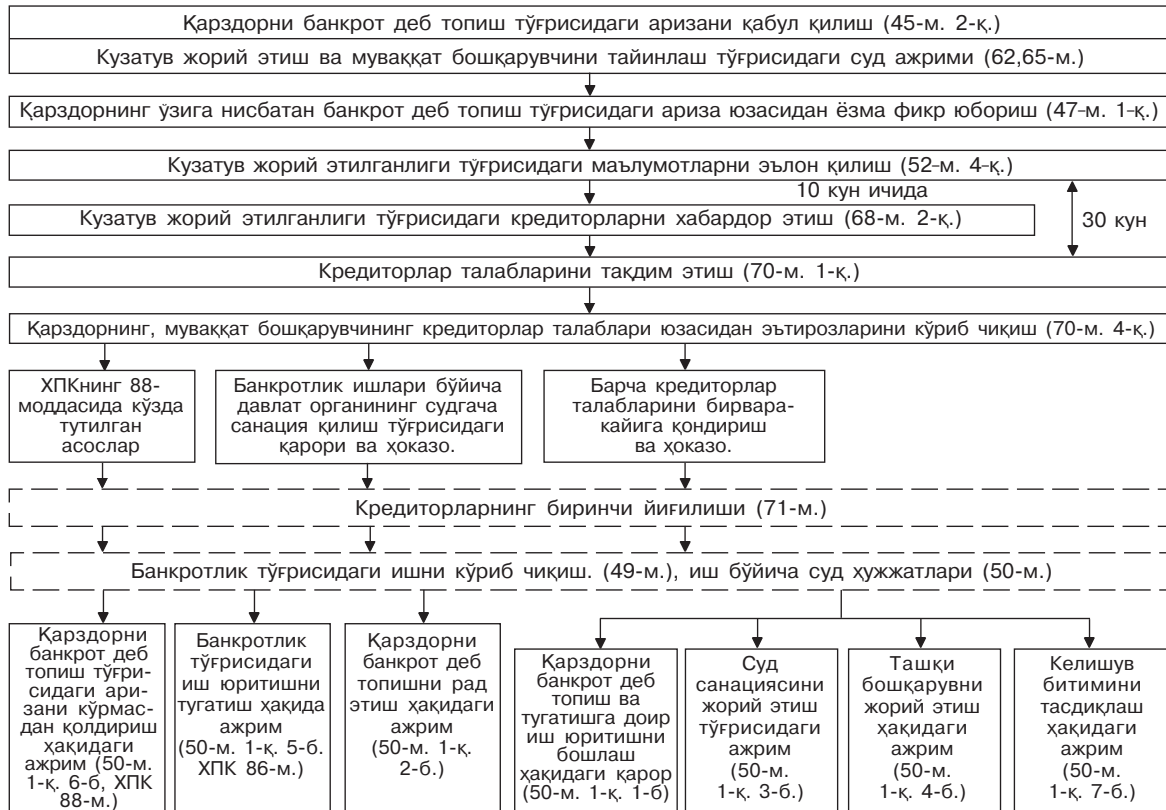 Қарздорни банкрот деб топиш тўғрисидаги аризани қабул қилиш (45-м. 2-қ.)
Кузатув жорий этиш ва муваққат бошқарувчини тайинлаш тўғрисидаги суд ажрими (62,65-м.)
Қарздорнинг ўзига нисбатан банкрот деб топиш тўғрисидаги ариза юзасидан ёзма фикр юбориш (47-м. 1-қ.)
Кузатув жорий этилганлиги тўғрисидаги маълумотларни эълон қилиш (52-м. 4-қ.)
10 кун ичида
Кузатув жорий этилганлиги тўғрисидаги кредиторларни хабардор этиш (68-м. 2-қ.)
30 кун
Кредиторлар талабларини такдим этиш (70-м. 1-қ.)
Қарздорнинг, муваққат бошқарувчининг кредиторлар талаблари юзасидан эътирозларини кўриб чиқиш (70-м. 4-қ.)
ХПКнинг 88-
моддасида кўзда
тутилган
асослар
Банкротлик ишлари бўйича
давлат органининг судгача
санация қилиш тўғрисидаги
қарори ва ҳоказо.
Барча кредиторлар
талабларини бирвара-
кайига қондириш
ва ҳоказо.
Кредиторларнинг биринчи йиғилиши (71-м.)
Банкротлик тўғрисидаги ишни кўриб чиқиш. (49-м.), иш бўйича суд ҳужжатлари (50-м.)
Қарздорни
банкрот деб
топиш тўғри-
сидаги ари-
зани кўрмас-
дан қолдириш
ҳақидаги
ажрим (50-м.
1-қ. 6-б, ХПК
88-м.)
Банкротлик
тўғрисидаги
иш юритишни
тугатиш ҳақида
ажрим
(50-м. 1-қ. 5-б.
ХПК 86-м.)
Қарздорни
банкрот деб
топишни рад
этиш ҳақидаги
ажрим
(50-м. 1-қ.
2-б.)
Қарздорни
банкрот деб
топиш ва
тугатишга доир
иш юритишни
бошлаш
ҳақидаги қарор
(50-м. 1-қ. 1-б)
Суд
санациясини
жорий этиш
тўғрисидаги
ажрим
(50-м.
1-қ. 3-б.)
Ташқи
бошқарувни
жорий этиш
ҳақидаги
ажрим
(50-м.
1-қ. 4-б.)
Келишув
битимини
тасдиқлаш
ҳақидаги
ажрим
(50-м.
1-қ. 7-б.)